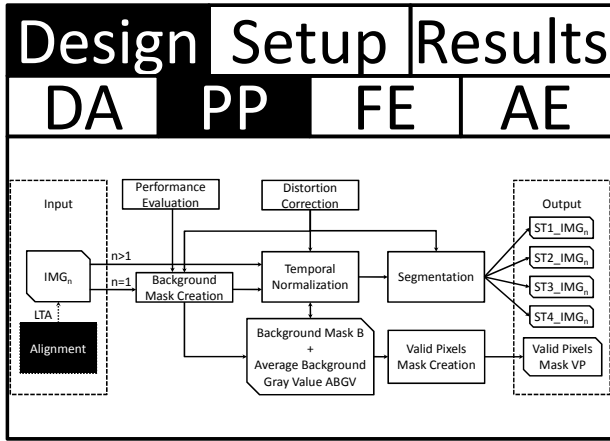 Design Setup Results
DA PP FE AE
Performance
Evaluation
Distortion
Correction
Input
Output
n>1
n=1
IMGn
LTA
Alignment
Background
Mask Creation
Temporal
Normalization
Segmentation
ST1_IMGn
ST2_IMGn
ST3_IMGn
ST4_IMGn
Background Mask B
+
Average Background
Gray Value ABGV
Valid Pixels
Mask Creation
Valid Pixels
Mask VP